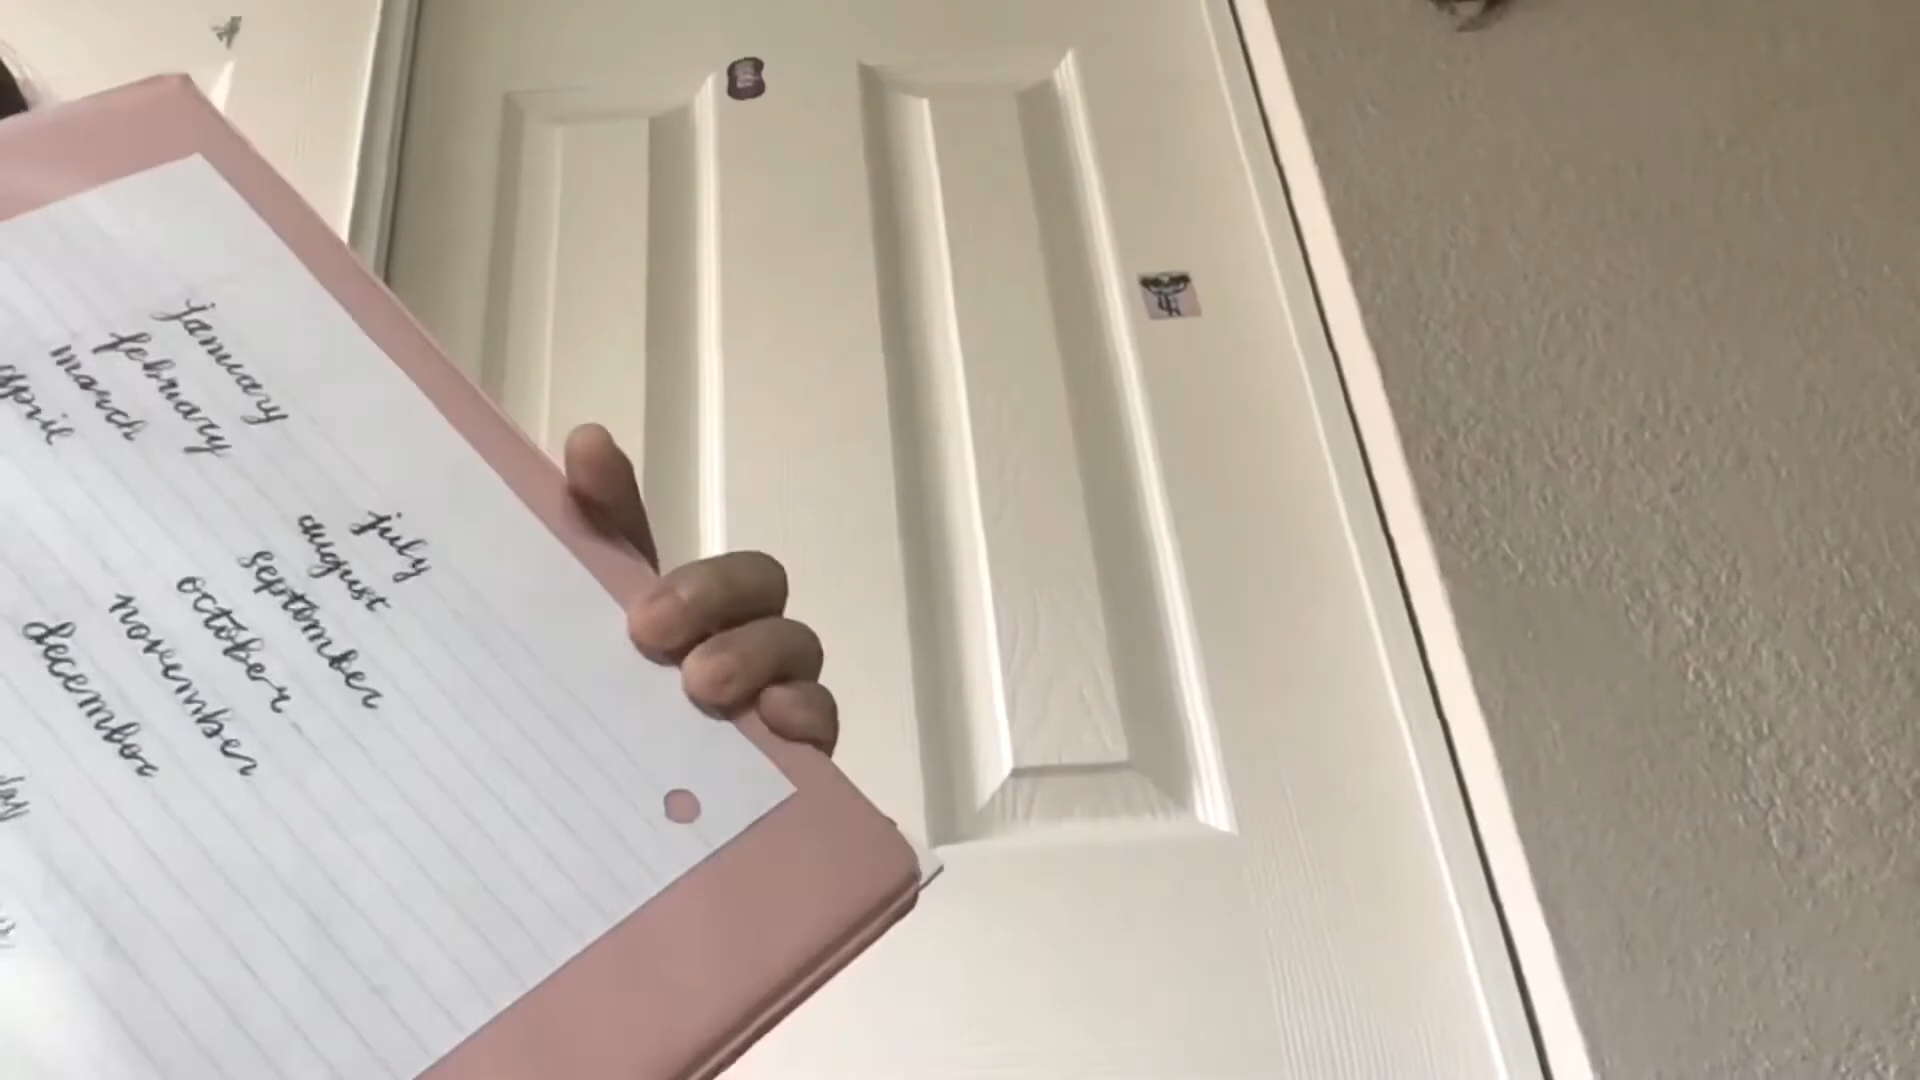 january
february
march
april
july
august
september
october
november
december